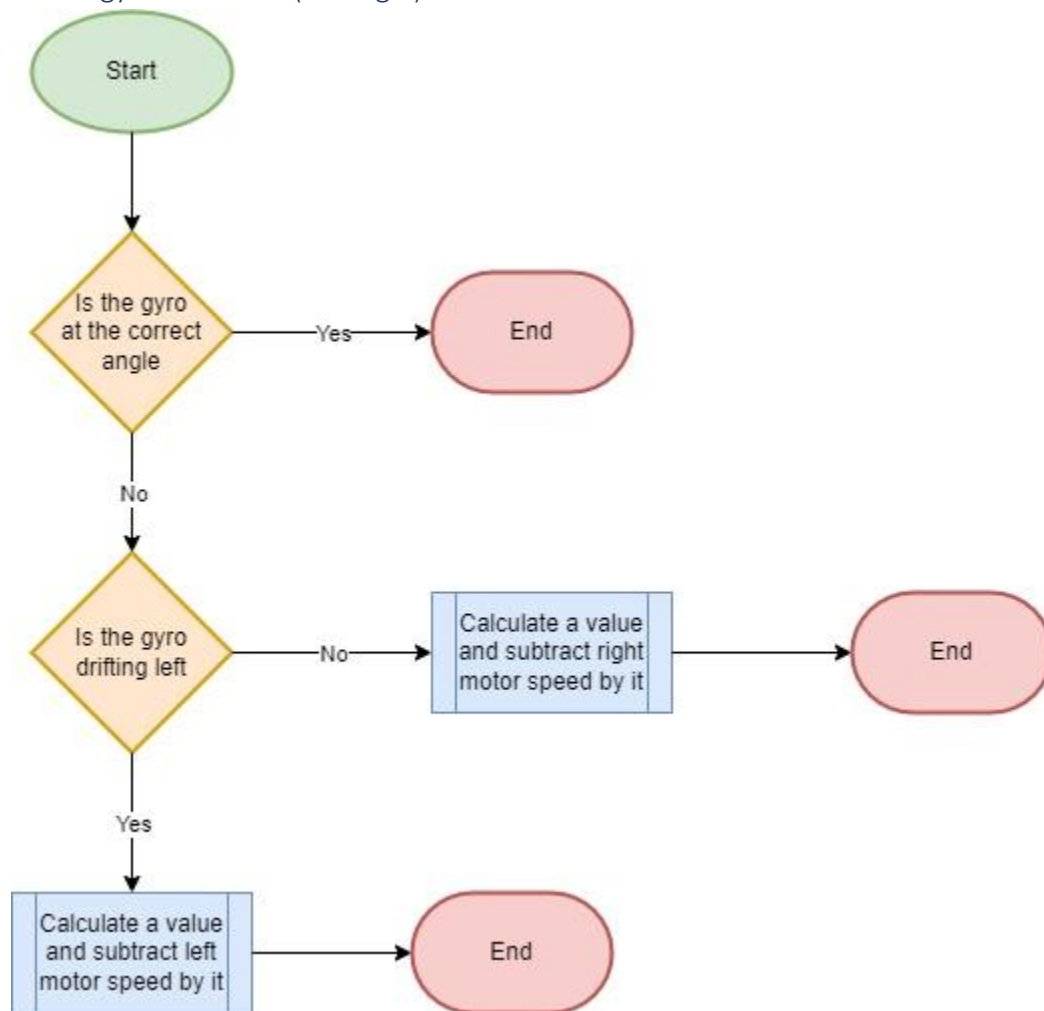 Start
Is the gyro
at the correct
angle
Yes
End
No
Is the gyro
drifting left
No
Calculate a value
and subtract right
motor speed by it
End
Yes
Calculate a value
and subtract left
motor speed by it
End